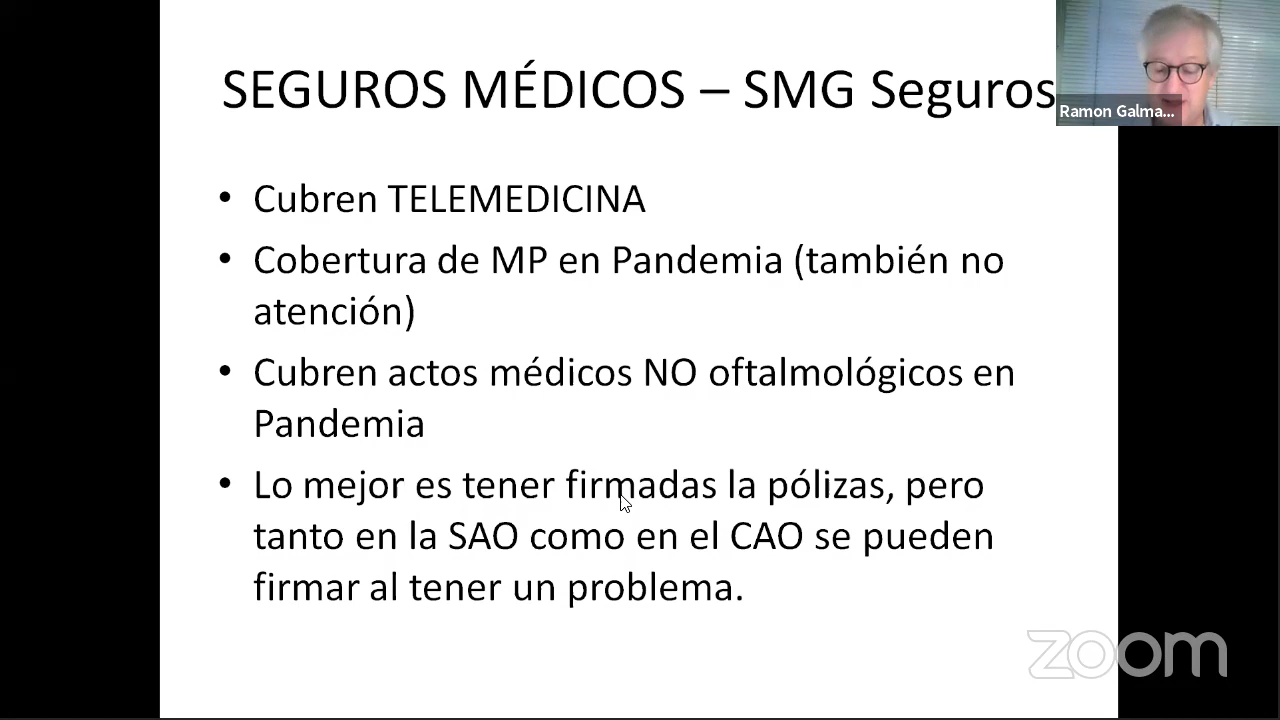 SEGUROS MÉDICOS – SMG Seguros
Ramon Galma...
• Cubren TELEMEDICINA
• Cobertura de MP en Pandemia (también no
atención)
• Cubren actos médicos NO oftalmológicos en
Pandemia
• Lo mejor es tener firmadas la pólizas, pero
tanto en la SAO como en el CAO se pueden
firmar al tener un problema.
zoom